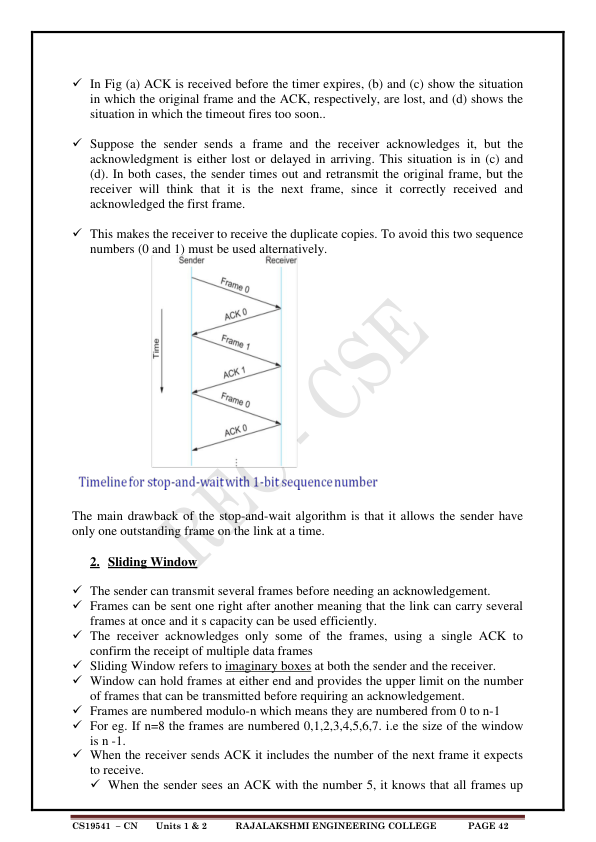 ✓ In Fig (a) ACK is received before the timer expires, (b) and (c) show the situation
in which the original frame and the ACK, respectively, are lost, and (d) shows the
situation in which the timeout fires too soon..
✓ Suppose the sender sends a frame and the receiver acknowledges it, but the
acknowledgment is either lost or delayed in arriving. This situation is in (c) and
(d). In both cases, the sender times out and retransmit the original frame, but the
receiver will think that it is the next frame, since it correctly received and
acknowledged the first frame.
✓ This makes the receiver to receive the duplicate copies. To avoid this two sequence
numbers (0 and 1) must be used alternatively.
Sender Receiver
Frame 0
ACK 0
Time
Frame 1
ACK 1
Frame 0
ACK 0
Timeline for stop-and-wait with 1-bit sequence number
REC - CSE
The main drawback of the stop-and-wait algorithm is that it allows the sender have
only one outstanding frame on the link at a time.
2. Sliding Window
✓ The sender can transmit several frames before needing an acknowledgement.
✓ Frames can be sent one right after another meaning that the link can carry several
frames at once and it s capacity can be used efficiently.
✓ The receiver acknowledges only some of the frames, using a single ACK to
confirm the receipt of multiple data frames
✓ Sliding Window refers to imaginary boxes at both the sender and the receiver.
✓ Window can hold frames at either end and provides the upper limit on the number
of frames that can be transmitted before requiring an acknowledgement.
✓ Frames are numbered modulo-n which means they are numbered from 0 to n-1
✓ For eg. If n=8 the frames are numbered 0,1,2,3,4,5,6,7. i.e the size of the window
is n -1.
✓ When the receiver sends ACK it includes the number of the next frame it expects
to receive.
✓ When the sender sees an ACK with the number 5, it knows that all frames up
CS19541 – CN Units 1 & 2 RAJALAKSHMI ENGINEERING COLLEGE PAGE 42